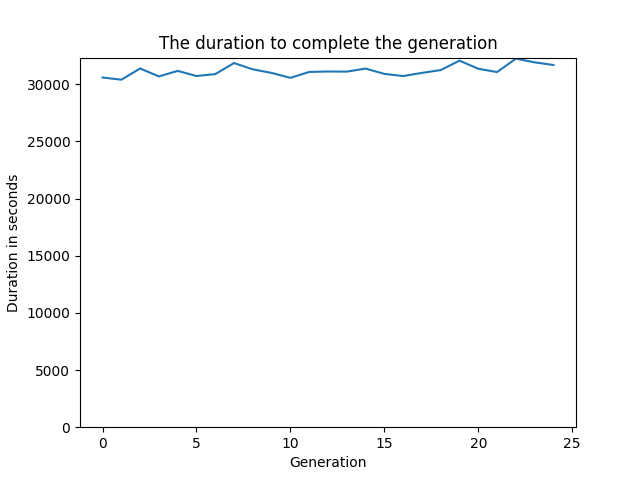 The duration to complete the generation
30000
25000
20000
15000
10000
5000
0
Duration in seconds
0 5 10 15 20 25
Generation